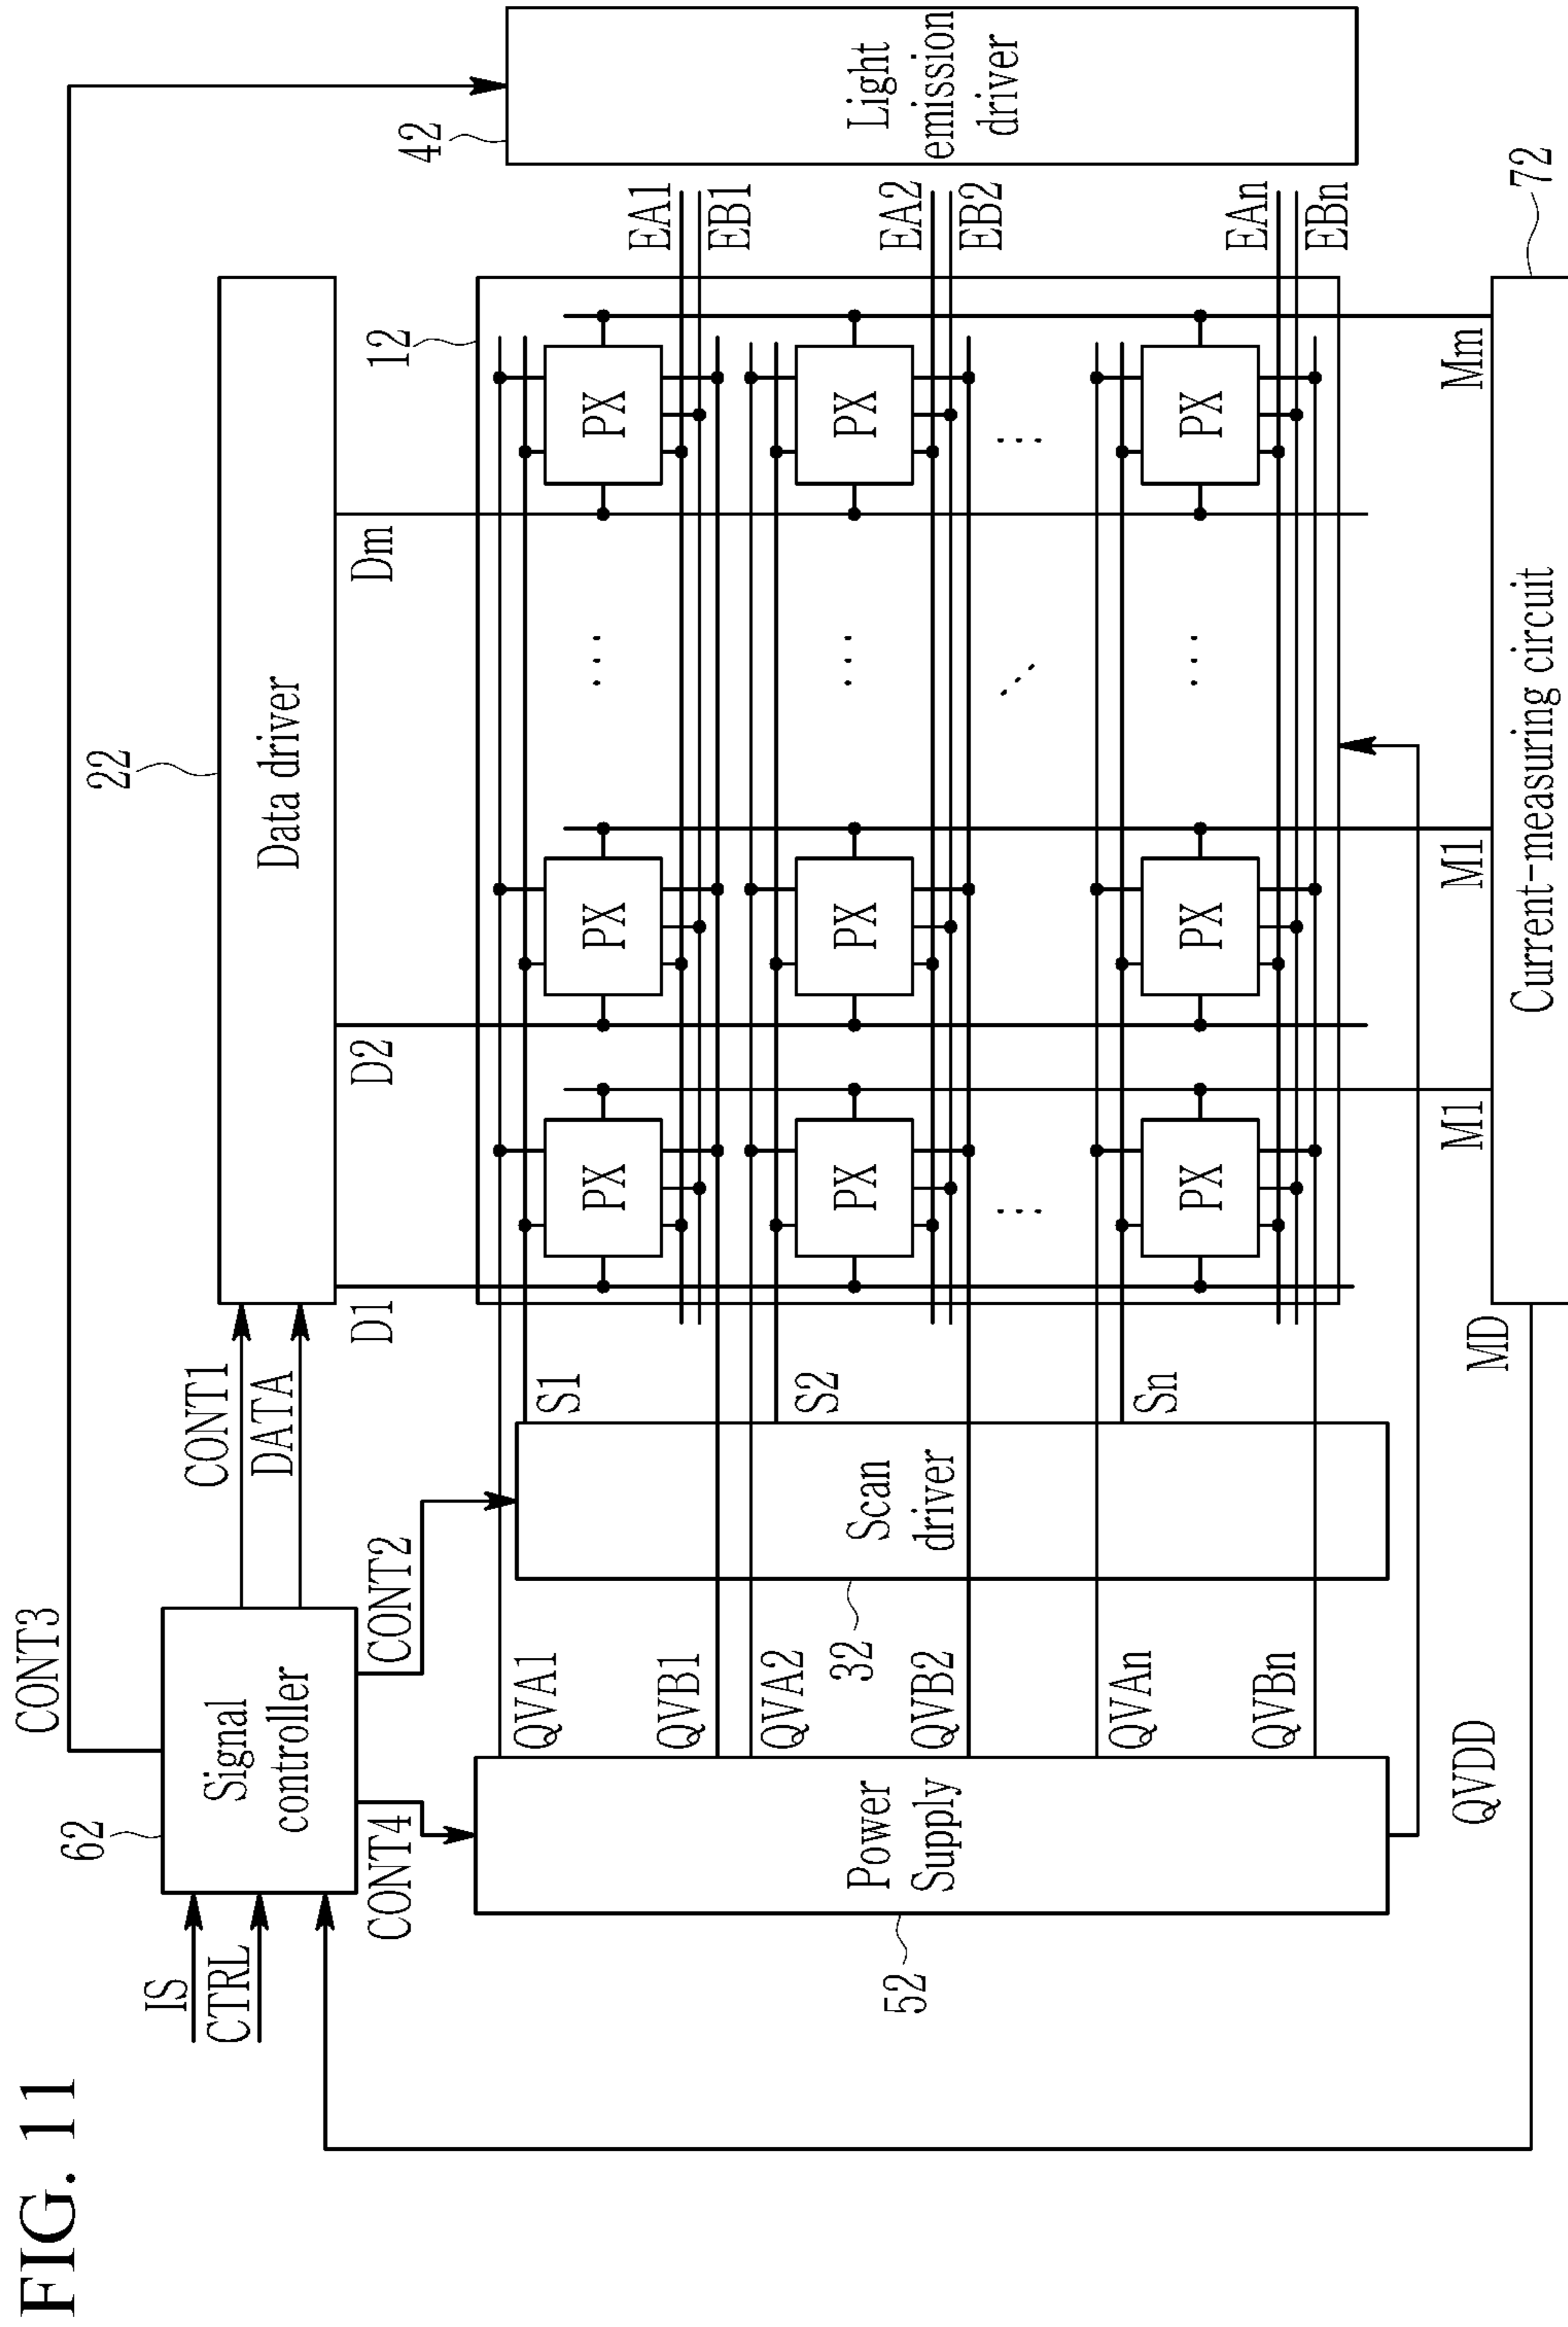 FIG. 11
CONT3
62
22
IS
CTRL
Signal
controller
CONT1
DATA
Data driver
CONT4
CONT2
D1
D2
Dm
12
42
52
Power
Supply
32
Scan
driver
Light
emission
driver
QVA1
S1
PX
PX
...
PX
QVB1
EA1
EB1
QVA2
S2
PX
PX
...
PX
QVB2
EA2
EB2
...
...
...
QVAn
Sn
PX
PX
...
PX
QVBn
EAn
EBn
QVDD
MD
M1
M1
Mm
72
Current-measuring circuit